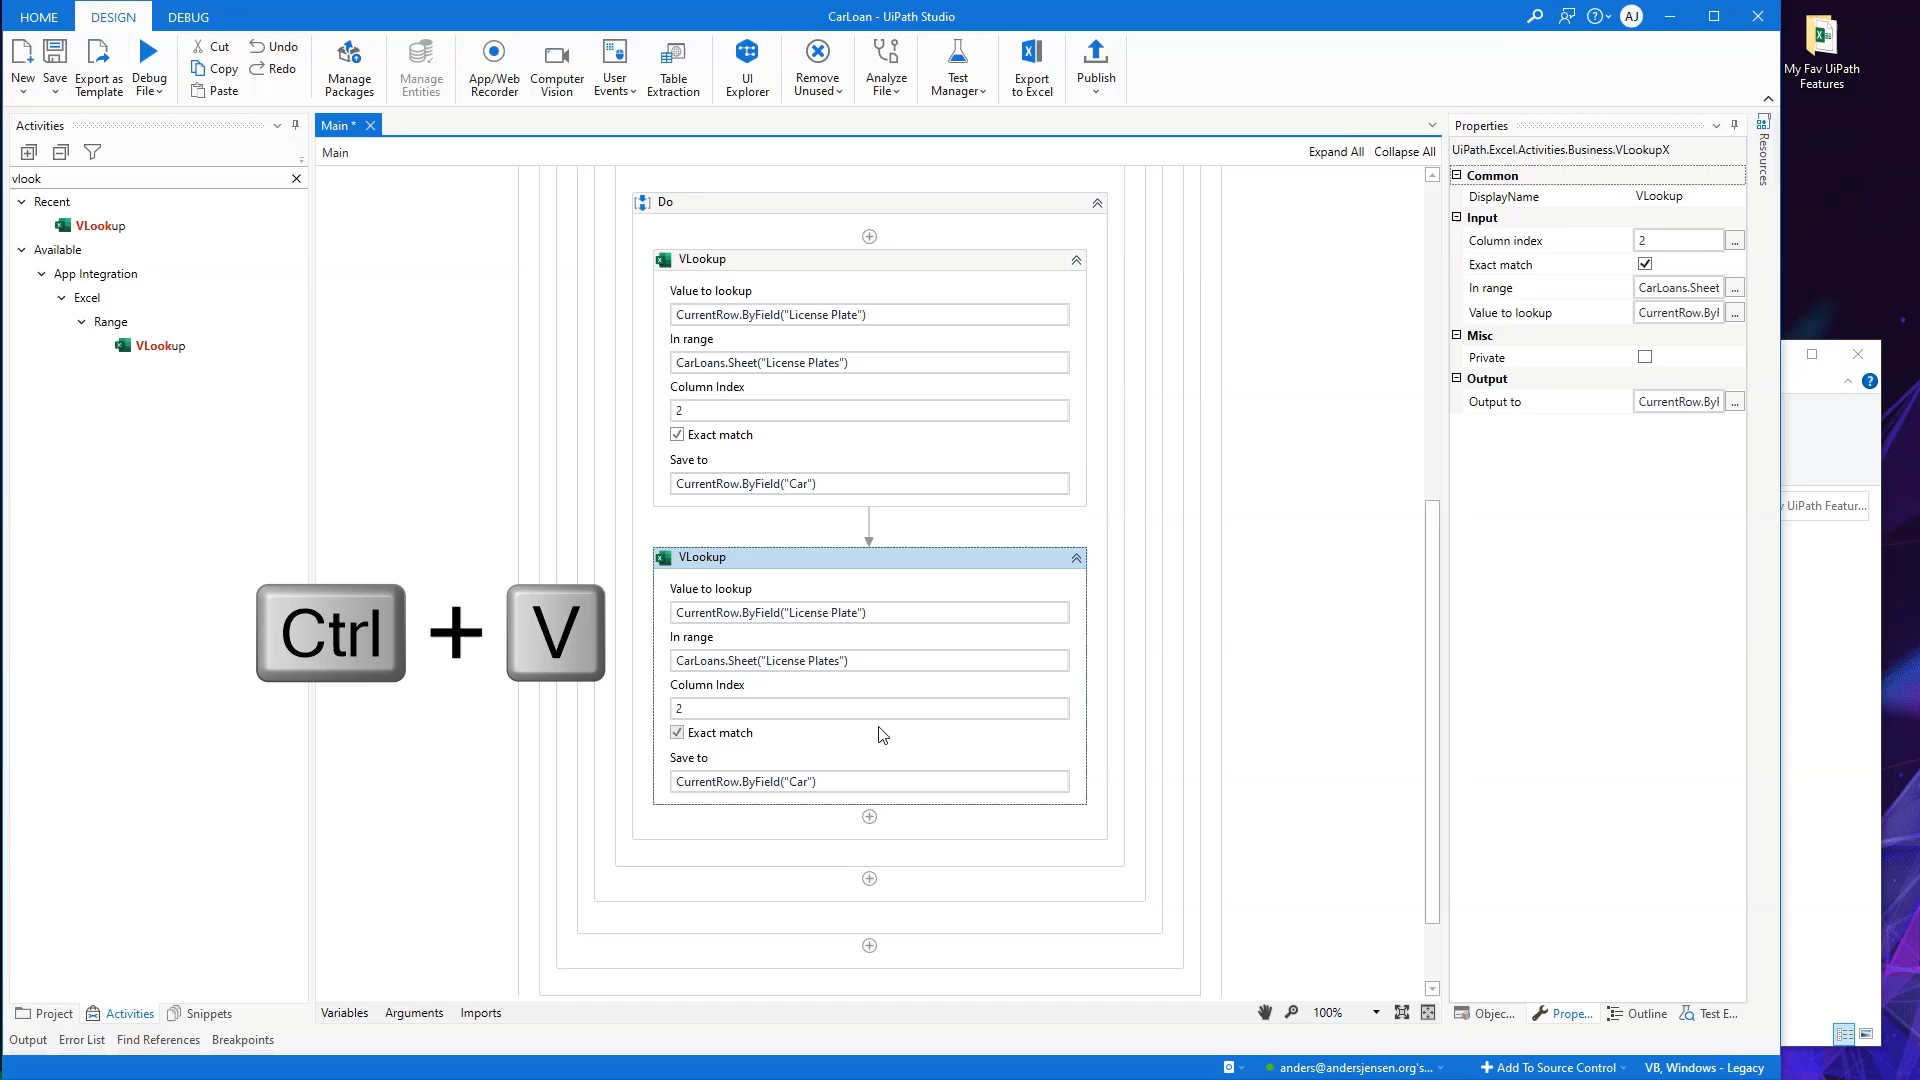 HOME
DESIGN
DEBUG
CarLoan - UiPath Studio
AJ
New
Save
Export as
Template
Debug
File
Cut
Copy
Paste
Undo
Redo
Manage
Packages
Manage
Entities
App/Web
Recorder
Computer
Vision
User
Events
Table
Extraction
UI
Explorer
Remove
Unused
Analyze
File
Test
Manager
Export
to Excel
Publish
My Fav UiPath
Features
Activities
vlook
Recent
VLookup
Available
App Integration
Excel
Range
VLookup
Main *
Main
Expand All
Collapse All
Do
VLookup
Value to lookup
CurrentRow.ByField("License Plate")
In range
CarLoans.Sheet("License Plates")
Column Index
2
Exact match
Save to
CurrentRow.ByField("Car")
VLookup
Value to lookup
CurrentRow.ByField("License Plate")
In range
CarLoans.Sheet("License Plates")
Column Index
2
Exact match
Save to
CurrentRow.ByField("Car")
Ctrl + V
Properties
UiPath.Excel.Activities.Business.VLookupX
Common
DisplayName
VLookup
Input
Column index
2
...
Exact match
In range
CarLoans.Sheet
...
Value to lookup
CurrentRow.Byl
...
Misc
Private
Output
Output to
CurrentRow.Byl
...
Resources
UiPath Featur...
Project
Activities
Snippets
Variables
Arguments
Imports
100%
Objec...
Prope...
Outline
Test E...
Output
Error List
Find References
Breakpoints
anders@andersjensen.org's...
Add To Source Control
VB, Windows - Legacy